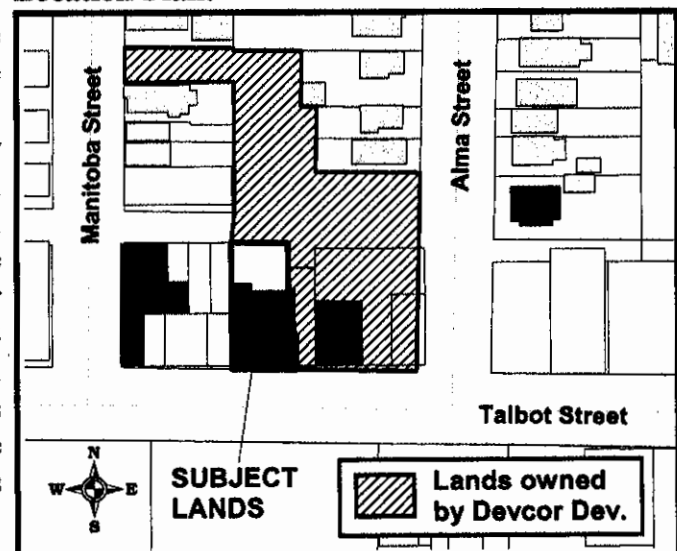 Manitoba Street
Alma Street
Talbot Street
N
W E
S
SUBJECT
LANDS
Lands owned
by Devcor Dev.